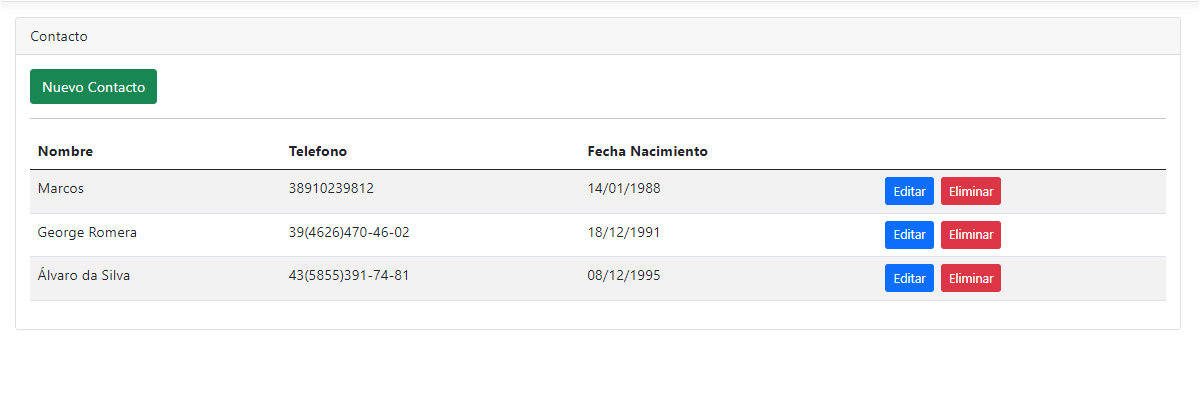 Contacto
Nuevo Contacto
Nombre Telefono Fecha Nacimiento
Marcos 38910239812 14/01/1988 Editar Eliminar
George Romera 39(4626)470-46-02 18/12/1991 Editar Eliminar
Álvaro da Silva 43(5855)391-74-81 08/12/1995 Editar Eliminar